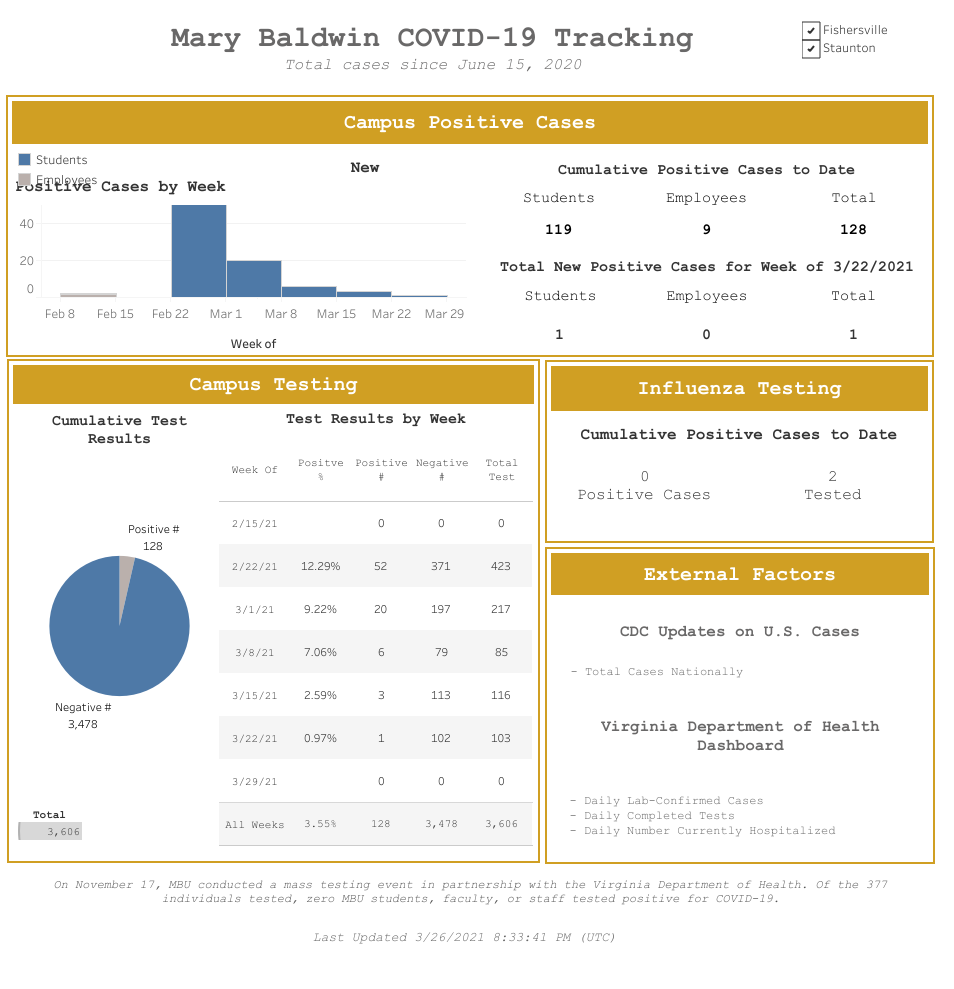 Mary Baldwin COVID-19 Tracking
Total cases since June 15, 2020
Fishersville
Staunton
Campus Positive Cases
Students
Employees
Positive Cases by Week
New
40
20
0
Feb 8 Feb 15 Feb 22 Mar 1 Mar 8 Mar 15 Mar 22 Mar 29
Week of
Cumulative Positive Cases to Date
Students Employees Total
119 9 128
Total New Positive Cases for Week of 3/22/2021
Students Employees Total
1 0 1
Campus Testing
Cumulative Test
Results
Positive #
128
Negative #
3,478
Total
3,606
Test Results by Week
Week Of Positve % Positive # Negative # Total Test
2/15/21 0 0 0
2/22/21 12.29% 52 371 423
3/1/21 9.22% 20 197 217
3/8/21 7.06% 6 79 85
3/15/21 2.59% 3 113 116
3/22/21 0.97% 1 102 103
3/29/21 0 0 0
All Weeks 3.55% 128 3,478 3,606
Influenza Testing
Cumulative Positive Cases to Date
0 2
Positive Cases Tested
External Factors
CDC Updates on U.S. Cases
- Total Cases Nationally
Virginia Department of Health
Dashboard
- Daily Lab-Confirmed Cases
- Daily Completed Tests
- Daily Number Currently Hospitalized
On November 17, MBU conducted a mass testing event in partnership with the Virginia Department of Health. Of the 377
individuals tested, zero MBU students, faculty, or staff tested positive for COVID-19.
Last Updated 3/26/2021 8:33:41 PM (UTC)